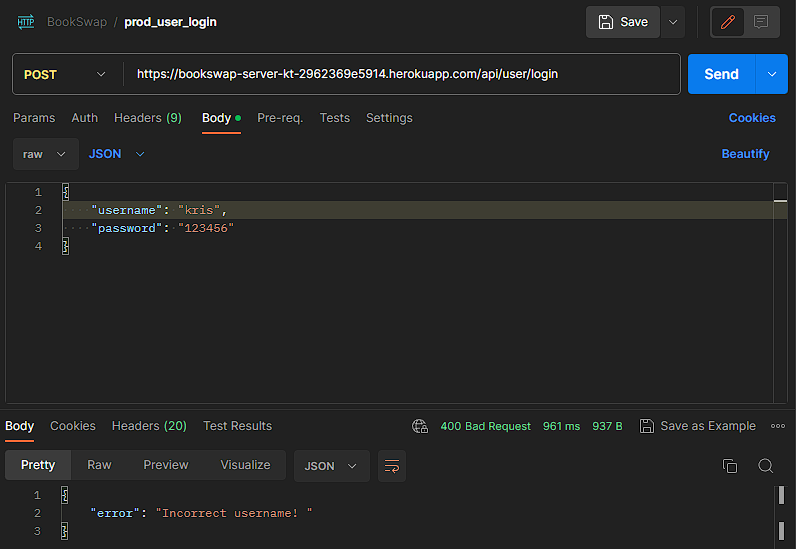 HTTP BookSwap / prod_user_login Save
POST https://bookswap-server-kt-2962369e5914.herokuapp.com/api/user/login Send
Params Auth Headers (9) Body Pre-req. Tests Settings Cookies
raw JSON Beautify
1 {
2 "username": "kris",
3 "password": "123456"
4 }
Body Cookies Headers (20) Test Results 400 Bad Request 961 ms 937 B Save as Example
Pretty Raw Preview Visualize JSON
1 {
2 "error": "Incorrect username! "
3 }